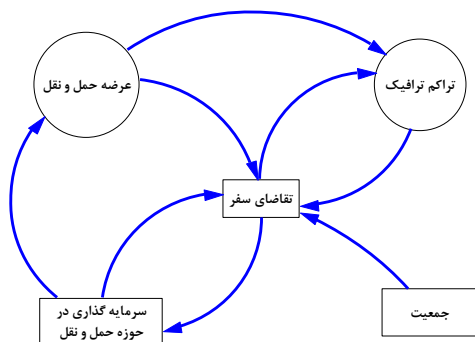 عرضه حمل و نقل
تراکم ترافیک
تقاضای سفر
سرمایه گذاری در
حوزه حمل و نقل
جمعیت